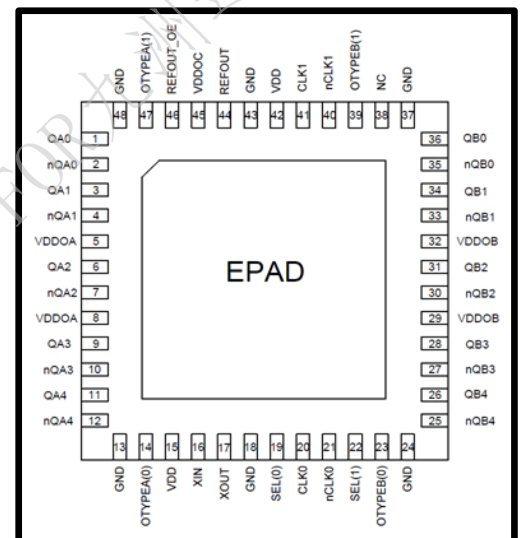 FOR九洲
GND OTYPEA(1) REFOUT_OE VDDOC REFOUT GND VDD CLK1 nCLK1 OTYPEB(1) NC GND
48 47 46 45 44 43 42 41 40 39 38 37
QA0 1 36 QB0
nQA0 2 35 nQB0
QA1 3 34 QB1
nQA1 4 33 nQB1
VDDOA 5 32 VDDOB
QA2 6 31 QB2
EPAD
nQA2 7 30 nQB2
VDDOA 8 29 VDDOB
QA3 9 28 QB3
nQA3 10 27 nQB3
QA4 11 26 QB4
nQA4 12 25 nQB4
13 14 15 16 17 18 19 20 21 22 23 24
GND OTYPEA(0) VDD XIN XOUT GND SEL(0) CLK0 nCLK0 SEL(1) OTYPEB(0) GND